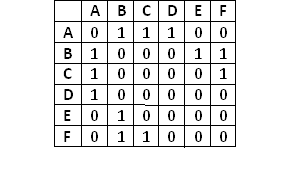 A B C D E F
A 0 1 1 1 0 0
B 1 0 0 0 1 1
C 1 0 0 0 0 1
D 1 0 0 0 0 0
E 0 1 0 0 0 0
F 0 1 1 0 0 0